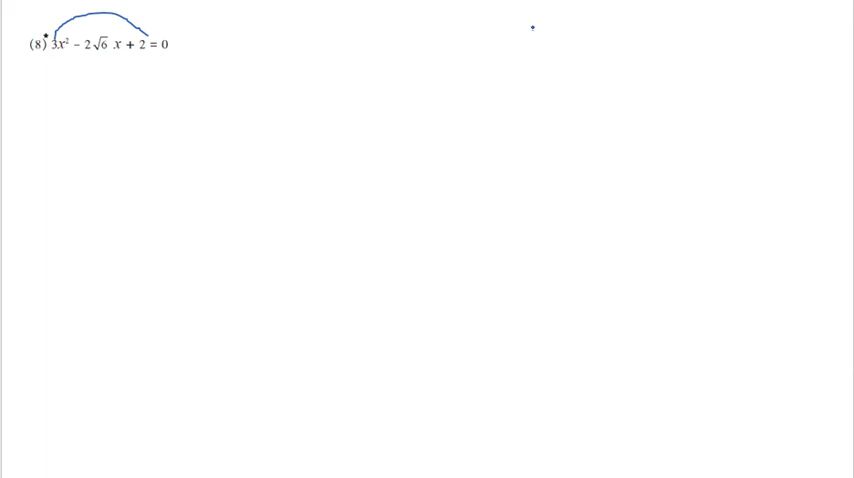 (8)* 3x² − 2√6 x + 2 = 0